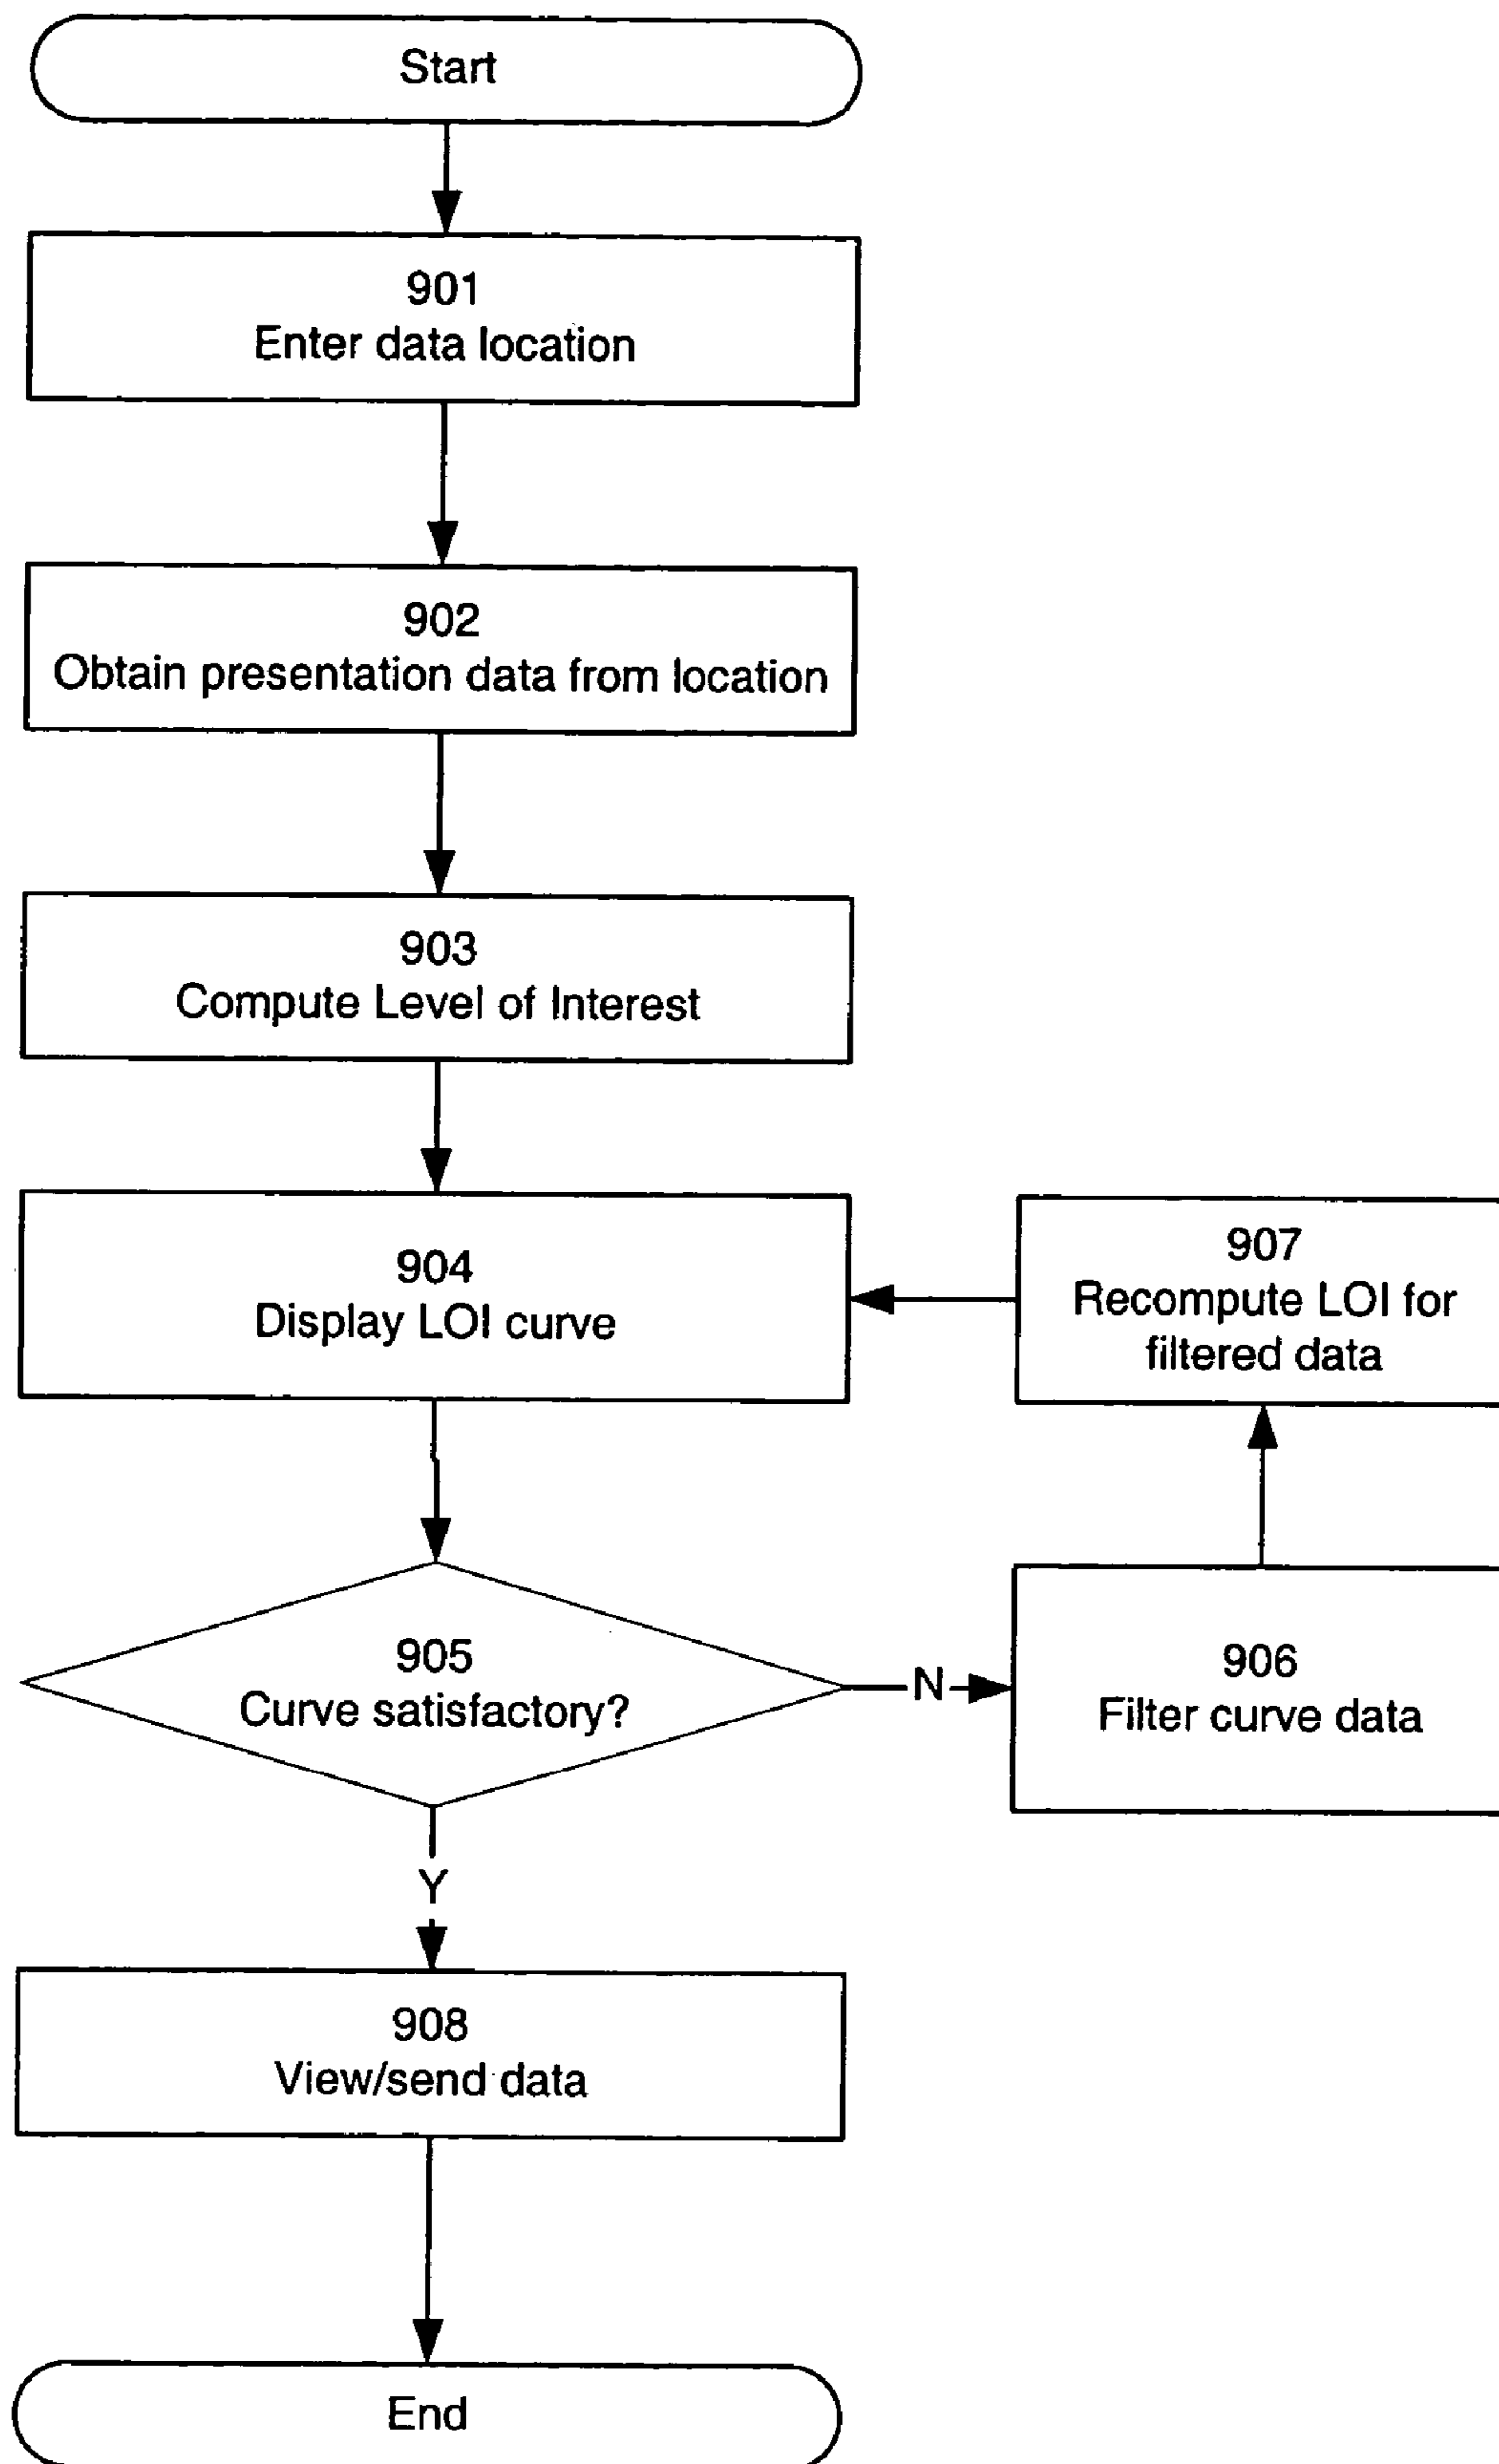 Start
901
Enter data location
902
Obtain presentation data from location
903
Compute Level of Interest
904
Display LOI curve
907
Recompute LOI for
filtered data
905
Curve satisfactory?
N
906
Filter curve data
Y
908
View/send data
End